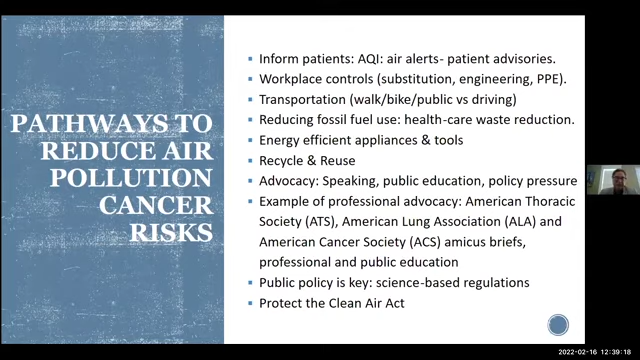 PATHWAYS TO
REDUCE AIR
POLLUTION
CANCER
RISKS
Inform patients: AQI: air alerts- patient advisories.
Workplace controls (substitution, engineering, PPE).
Transportation (walk/bike/public vs driving)
Reducing fossil fuel use: health-care waste reduction.
Energy efficient appliances & tools
Recycle & Reuse
Advocacy: Speaking, public education, policy pressure
Example of professional advocacy: American Thoracic
Society (ATS), American Lung Association (ALA) and
American Cancer Society (ACS) amicus briefs,
professional and public education
Public policy is key: science-based regulations
Protect the Clean Air Act
2022-02-16 12:39:18